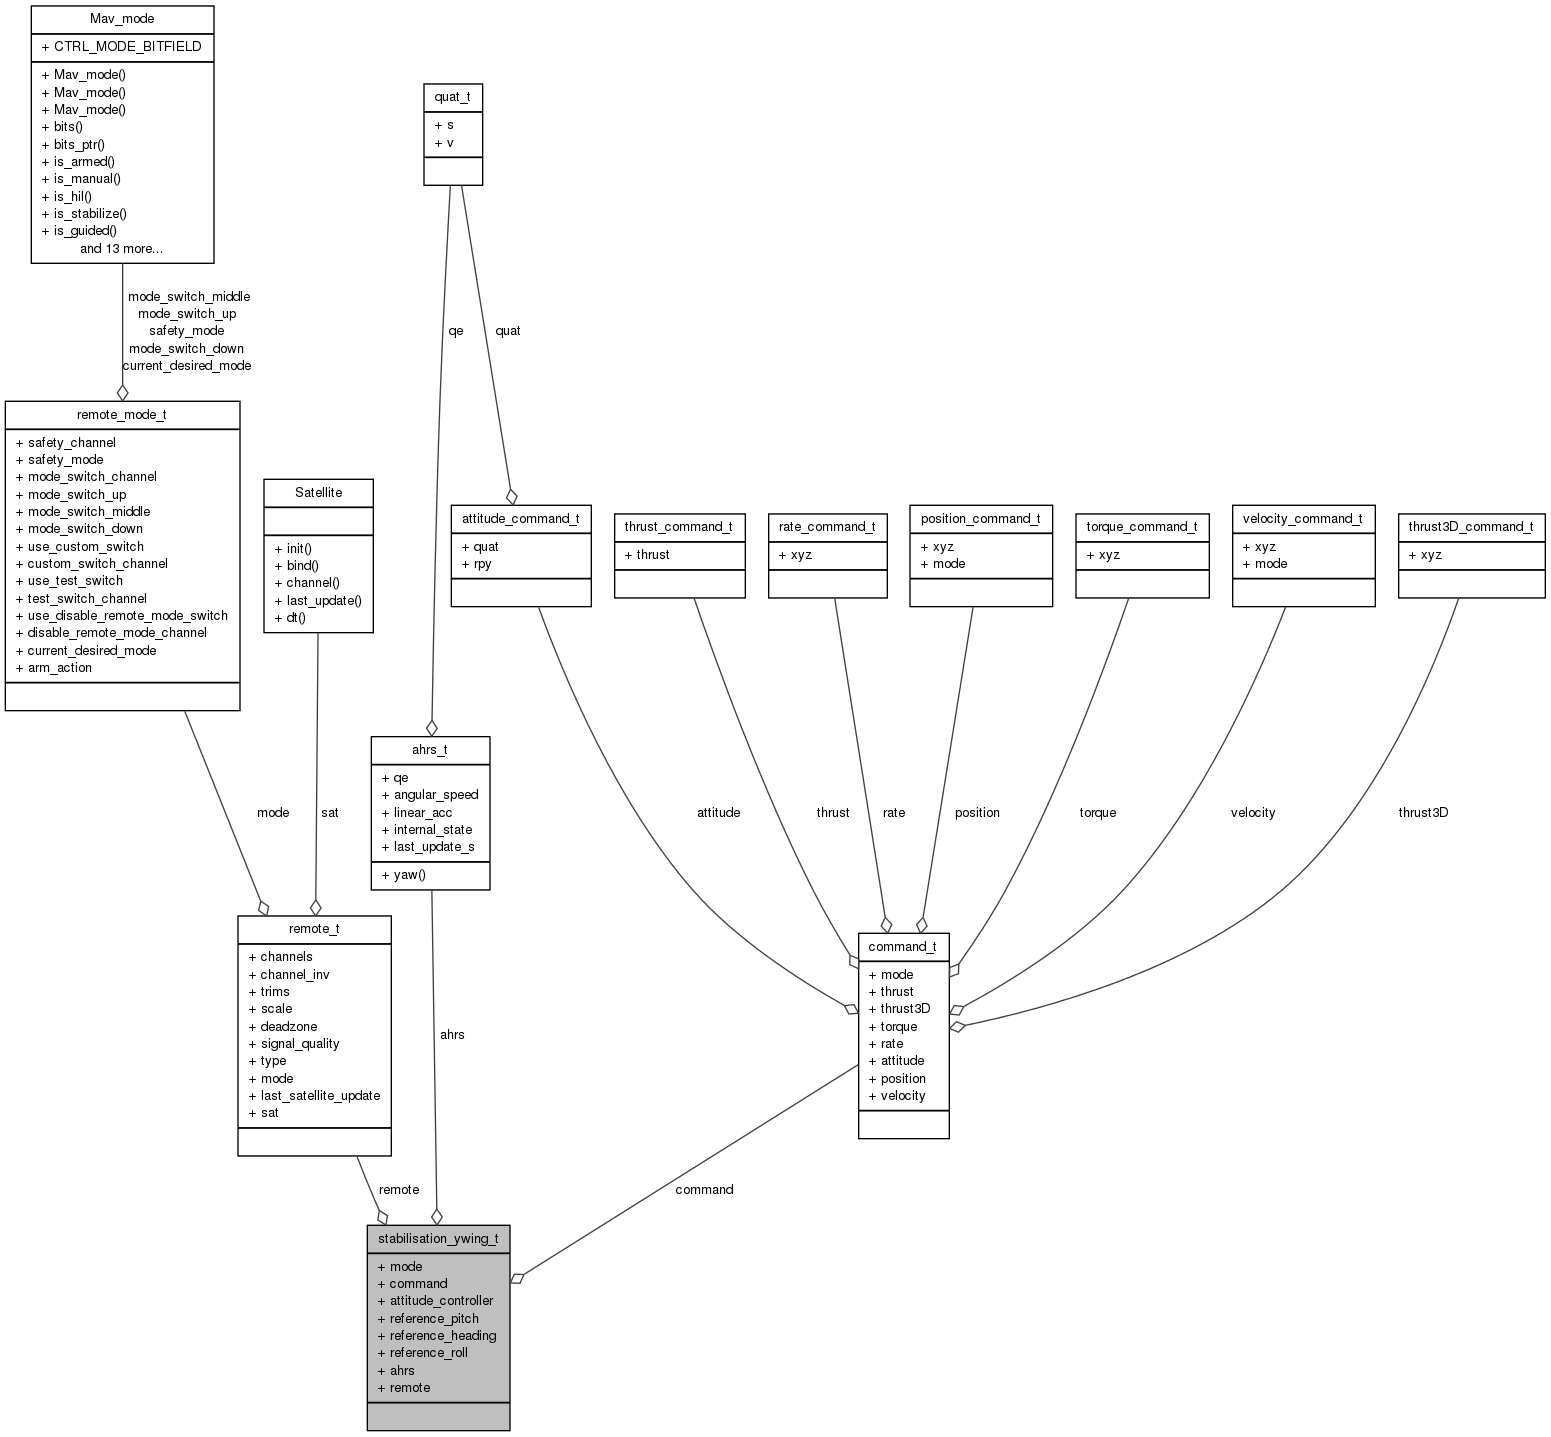 Mav_mode
+ CTRL_MODE_BITFIELD
+ Mav_mode()
+ Mav_mode()
+ Mav_mode()
+ bits()
+ bits_ptr()
+ is_armed()
+ is_manual()
+ is_hil()
+ is_stabilize()
+ is_guided()
and 13 more...
quat_t
+ s
+ v
mode_switch_middle
mode_switch_up
safety_mode
mode_switch_down
current_desired_mode
qe
quat
remote_mode_t
+ safety_channel
+ safety_mode
+ mode_switch_channel
+ mode_switch_up
+ mode_switch_middle
+ mode_switch_down
+ use_custom_switch
+ custom_switch_channel
+ use_test_switch
+ test_switch_channel
+ use_disable_remote_mode_switch
+ disable_remote_mode_channel
+ current_desired_mode
+ arm_action
Satellite
+ init()
+ bind()
+ channel()
+ last_update()
+ dt()
attitude_command_t
+ quat
+ rpy
thrust_command_t
+ thrust
rate_command_t
+ xyz
position_command_t
+ xyz
+ mode
torque_command_t
+ xyz
velocity_command_t
+ xyz
+ mode
thrust3D_command_t
+ xyz
ahrs_t
+ qe
+ angular_speed
+ linear_acc
+ internal_state
+ last_update_s
+ yaw()
mode
sat
attitude
thrust
rate
position
torque
velocity
thrust3D
remote_t
+ channels
+ channel_inv
+ trims
+ scale
+ deadzone
+ signal_quality
+ type
+ mode
+ last_satellite_update
+ sat
command_t
+ mode
+ thrust
+ thrust3D
+ torque
+ rate
+ attitude
+ position
+ velocity
ahrs
remote
command
stabilisation_ywing_t
+ mode
+ command
+ attitude_controller
+ reference_pitch
+ reference_heading
+ reference_roll
+ ahrs
+ remote